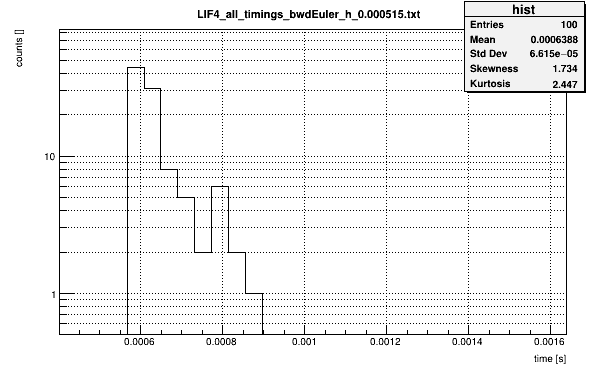 LIF4_all_timings_bwdEuler_h_0.000515.txt
hist
Entries 100
Mean 0.0006388
Std Dev 6.615e−05
Skewness 1.734
Kurtosis 2.447
counts []
10
1
0.0006 0.0008 0.001 0.0012 0.0014 0.0016
time [s]